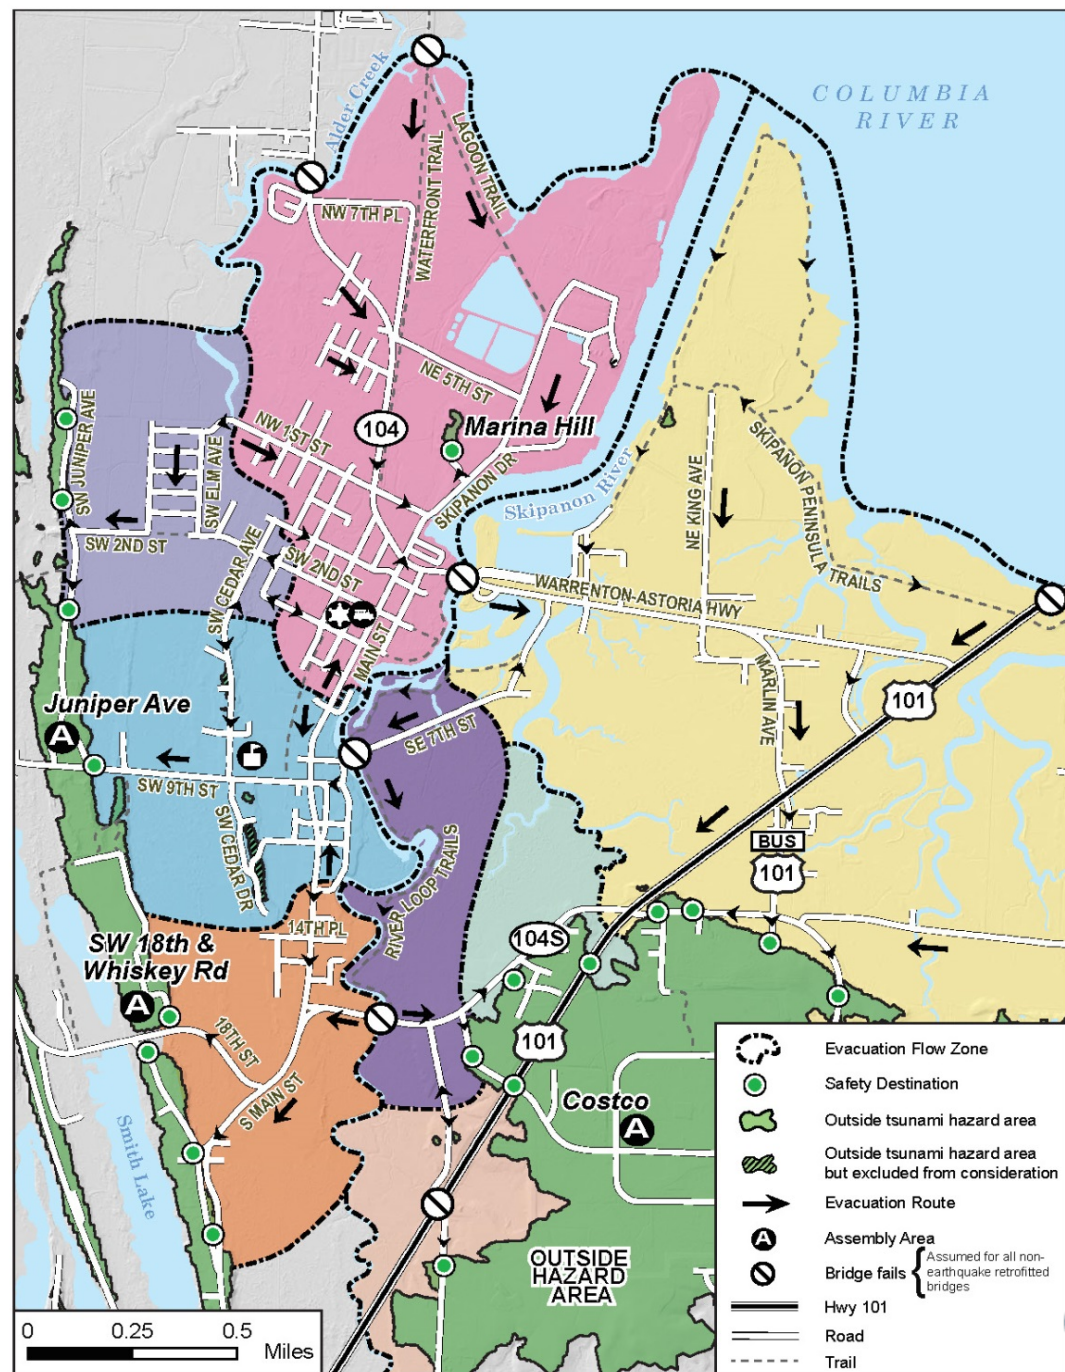 COLUMBIA
RIVER
Alder Creek
LAGOON TRAIL
WATERFRONT TRAIL
NW 7TH PL
NE 5TH ST
104
Marina Hill
NW 1ST ST
SKIPANON DR
Skipanon River
SW JUNIPER AVE
SW ELM AVE
SW 2ND ST
SW CEDAR AVE
SW 2ND ST
MAIN ST
NE KING AVE
SKIPANON PENINSULA TRAILS
WARRENTON-ASTORIA HWY
MARLIN AVE
101
Juniper Ave
A
SE 7TH ST
SW 9TH ST
SW CEDAR DR
RIVER LOOP TRAILS
BUS
101
14TH PL
104S
SW 18th &
Whiskey Rd
A
18TH ST
S MAIN ST
101
Costco
A
Smith Lake
OUTSIDE
HAZARD
AREA
0 0.25 0.5
Miles
Evacuation Flow Zone
Safety Destination
Outside tsunami hazard area
Outside tsunami hazard area
but excluded from consideration
Evacuation Route
A Assembly Area
Bridge fails { Assumed for all non-
earthquake retrofitted
bridges
Hwy 101
Road
Trail